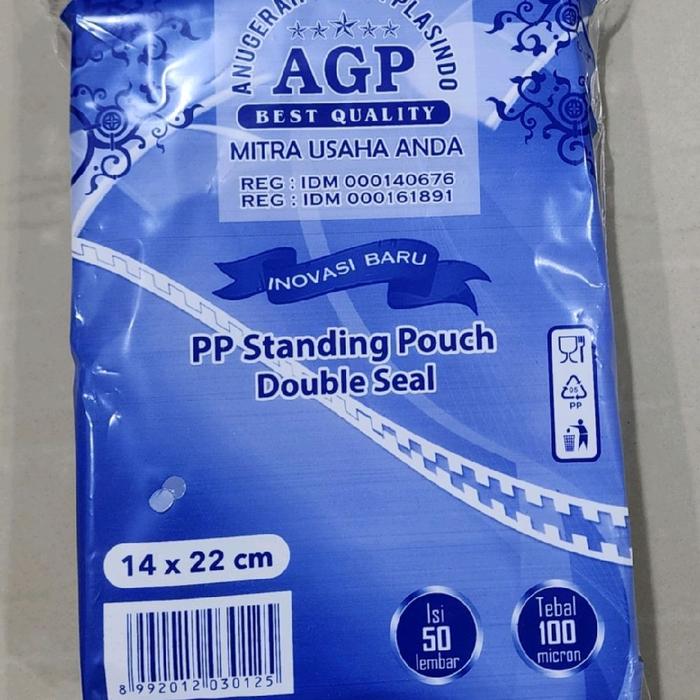 PLASINDO
AGP
BEST QUALITY
MITRA USAHA ANDA
REG : IDM 000140676
REG : IDM 000161891
INOVASI BARU
PP Standing Pouch
Double Seal
05
PP
14 x 22 cm
8 992012 030125
Isi
50
lembar
Tebal
100
micron